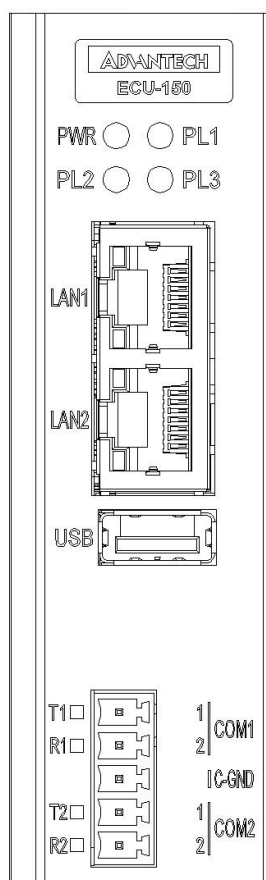 ADVANTECH
ECU-150
PWR PL1
PL2 PL3
LAN1
LAN2
USB
T1 1 COM1
R1 2
C-GND
T2 1 COM2
R2 2